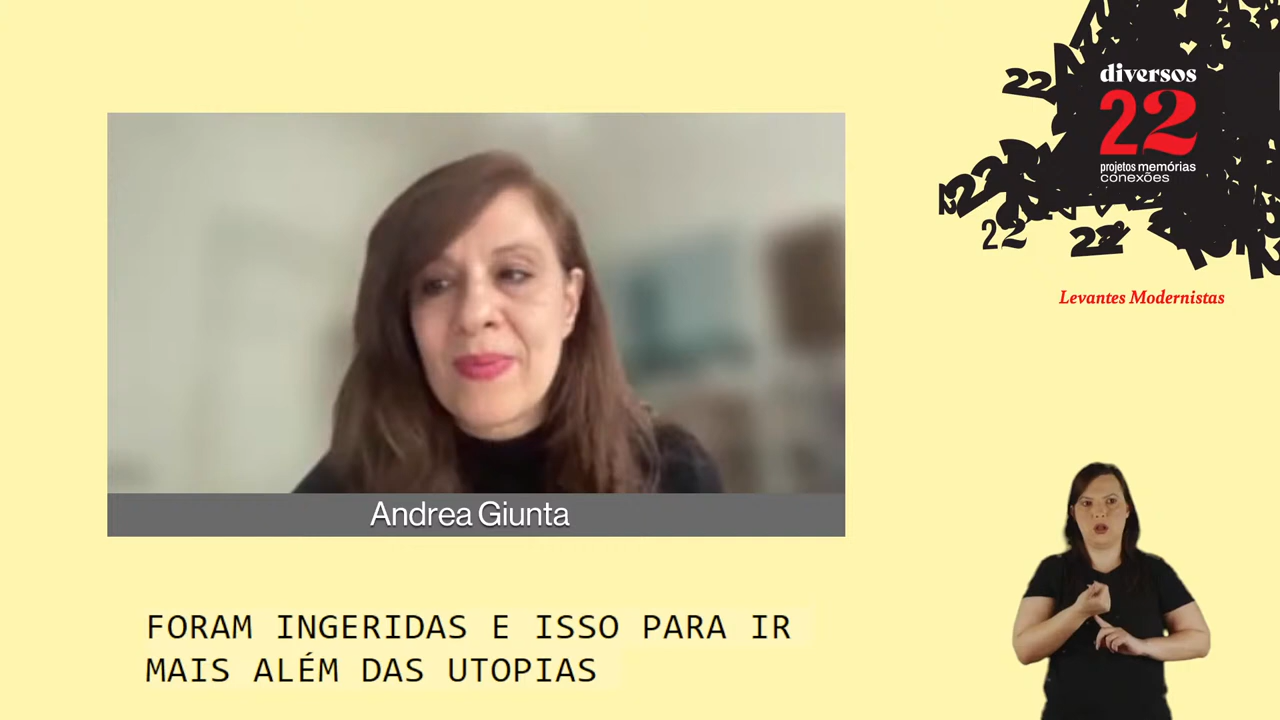 diversos
22
projetos memórias
conexões
22
22
22
22
Levantes Modernistas
Andrea Giunta
FORAM INGERIDAS E ISSO PARA IR
MAIS ALÉM DAS UTOPIAS